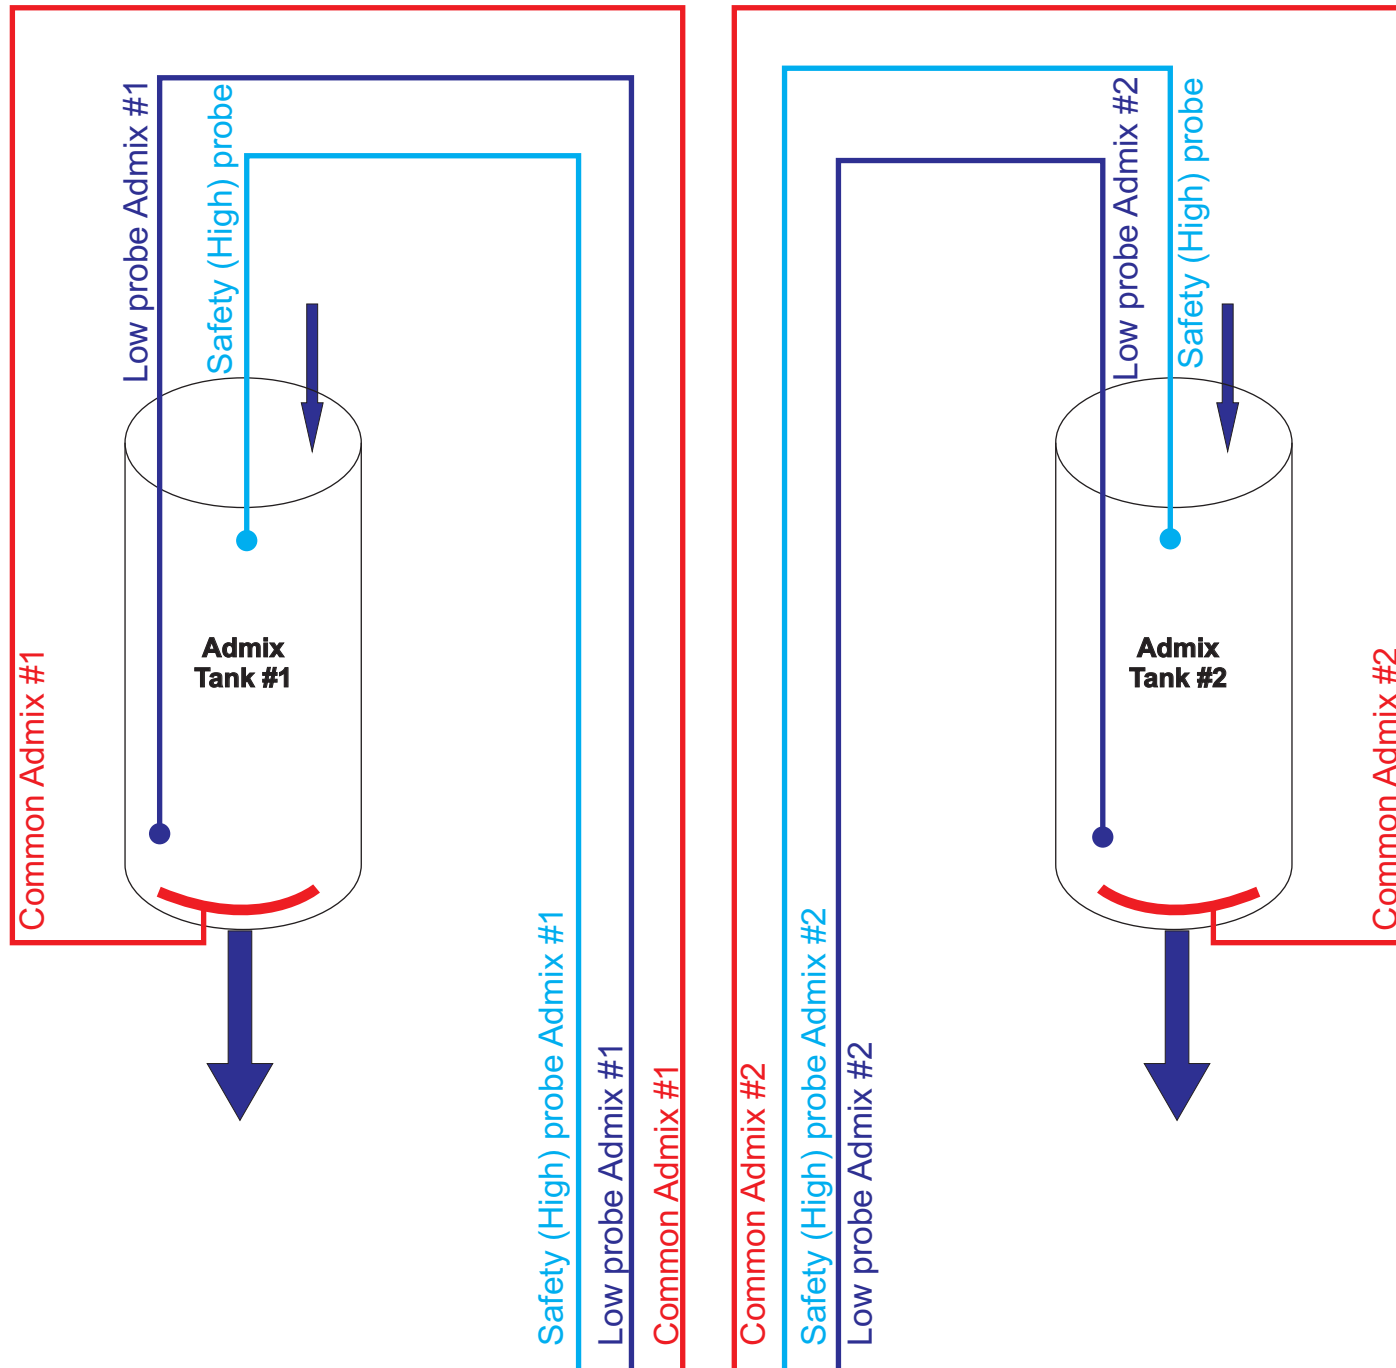 Low probe Admix #1
Safety (High) probe
Low probe Admix #2
Safety (High) probe
Common Admix #1
Admix
Tank #1
Admix
Tank #2
Common Admix #2
Safety (High) probe Admix #1
Low probe Admix #1
Common Admix #1
Common Admix #2
Safety (High) probe Admix #2
Low probe Admix #2